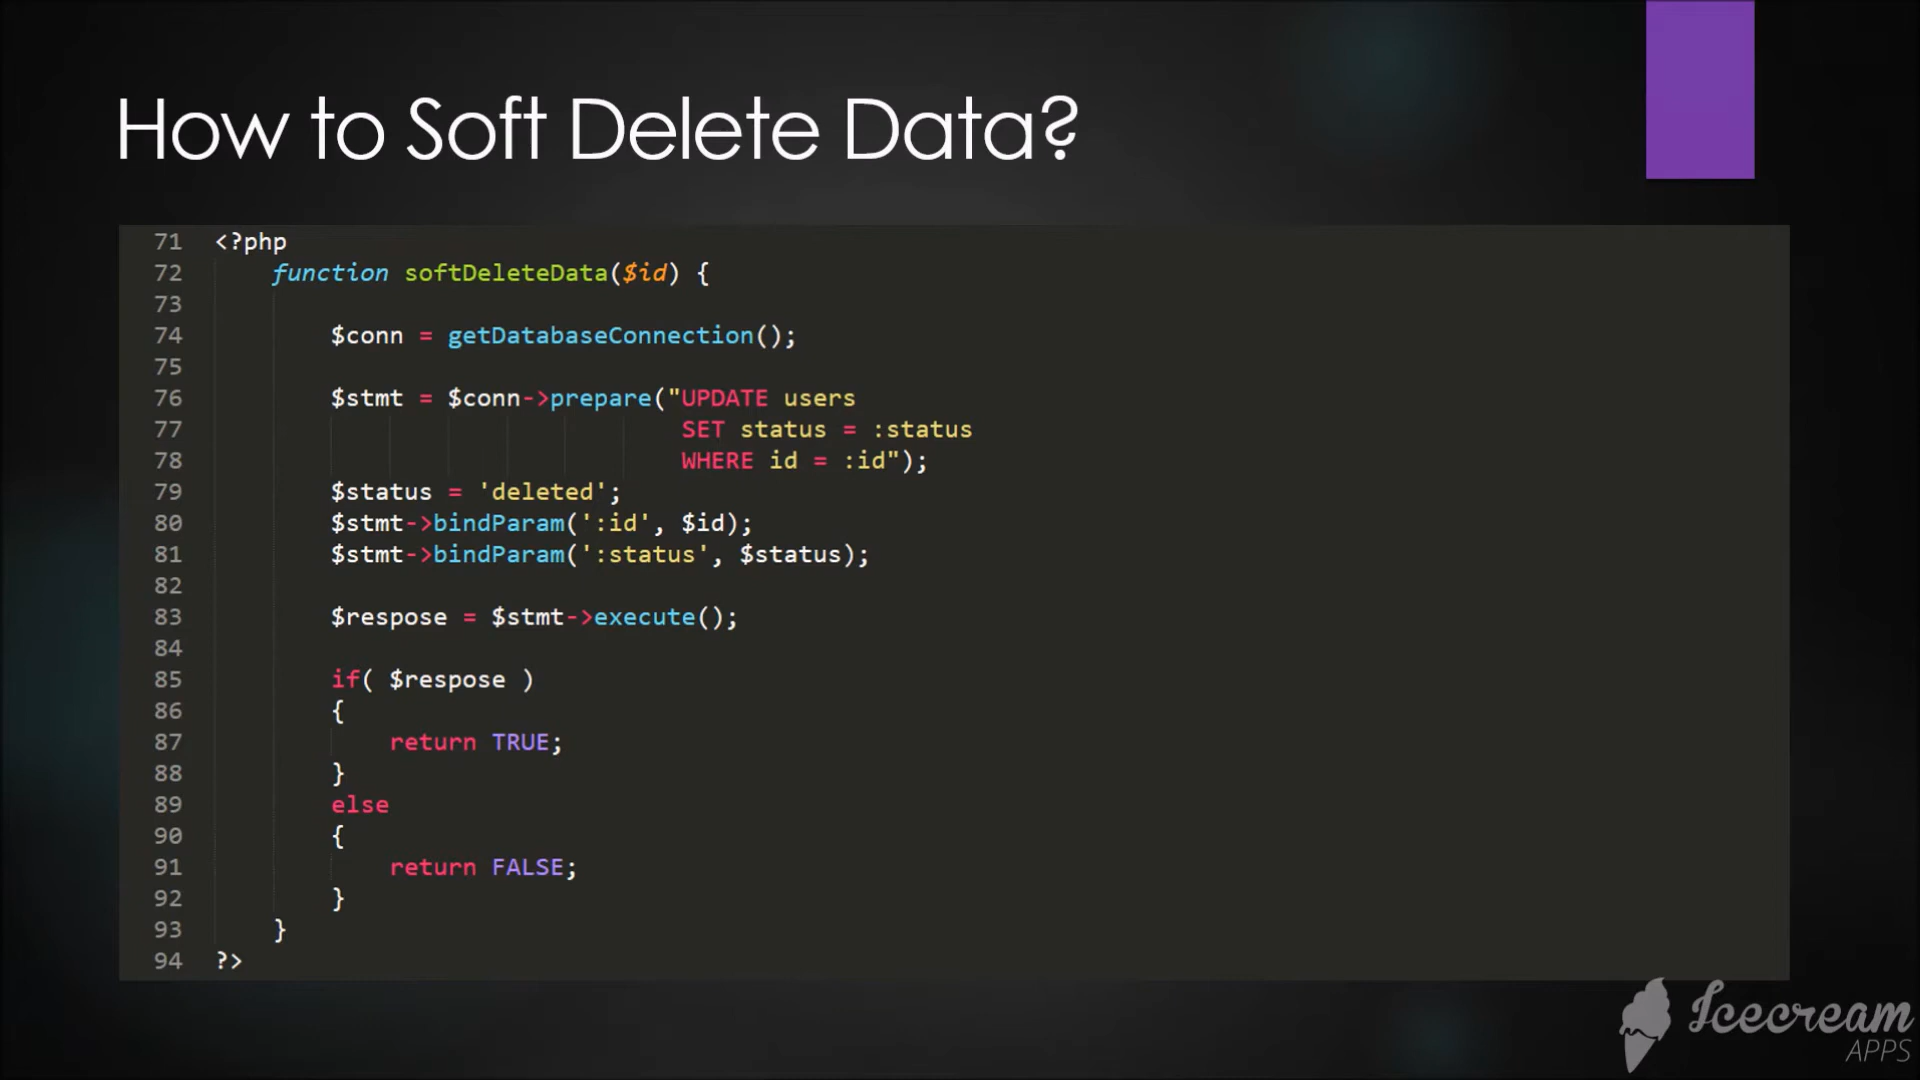 How to Soft Delete Data?
71 <?php
72 function softDeleteData($id) {
73
74 $conn = getDatabaseConnection();
75
76 $stmt = $conn->prepare("UPDATE users
77 SET status = :status
78 WHERE id = :id");
79 $status = 'deleted';
80 $stmt->bindParam(':id', $id);
81 $stmt->bindParam(':status', $status);
82
83 $respose = $stmt->execute();
84
85 if( $respose )
86 {
87 return TRUE;
88 }
89 else
90 {
91 return FALSE;
92 }
93 }
94 ?>
Icecream
APPS